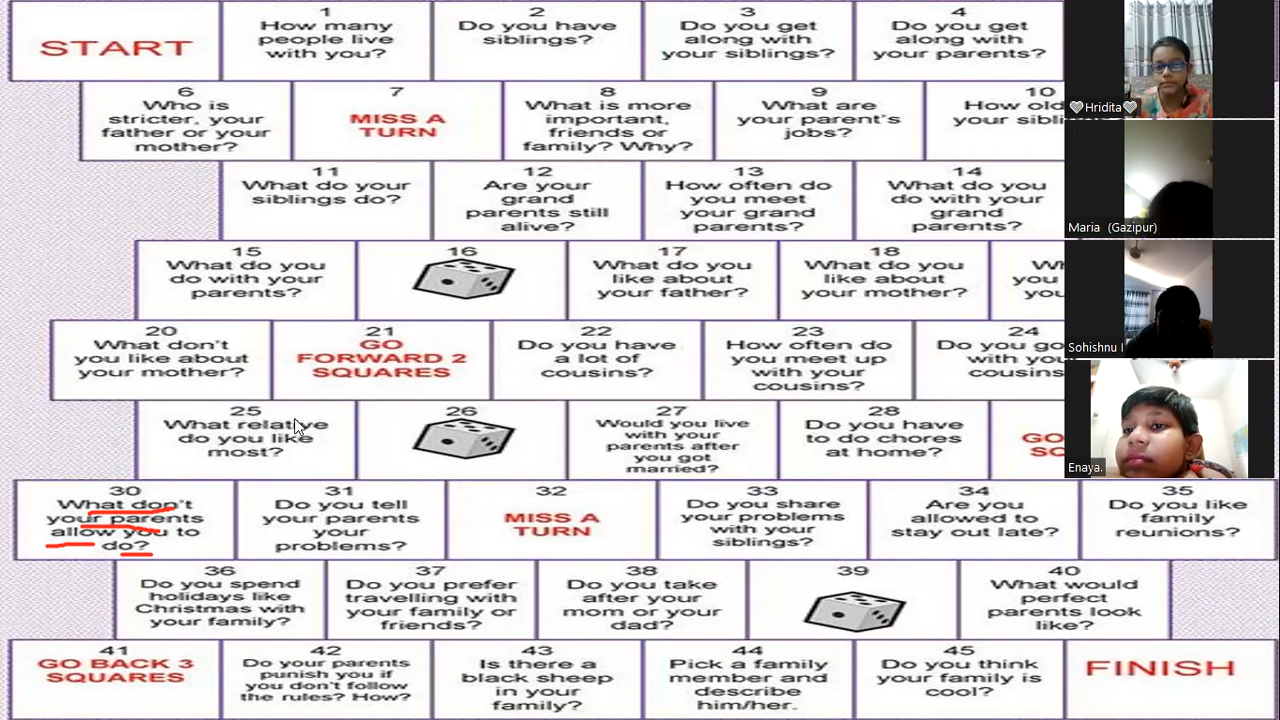 START
1
How many
people live
with you?
2
Do you have
siblings?
3
Do you get
along with
your siblings?
4
Do you get
along with
your parents?
6
Who is
stricter, your
father or your
mother?
7
MISS A
TURN
8
What is more
important,
friends or
family? Why?
9
What are
your parent's
jobs?
10
How old
your
11
What do your
siblings do?
12
Are your
grand
parents still
alive?
13
How often do
you meet
your grand
parents?
14
What do you
do with your
grand
parents?
15
What do you
do with your
parents?
16
17
What do you
like about
your father?
18
What do you
like about
your mother?
20
What don't
you like about
your mother?
21
GO
FORWARD 2
SQUARES
22
Do you have
a lot of
cousins?
23
How often do
you meet up
with your
cousins?
24
Do you go
with
cousins
25
What relative
do you like
most?
26
27
Would you live
with your
parents after
you got
married?
28
Do you have
to do chores
at home?
GO
30
What don't
your parents
allow you to
do?
31
Do you tell
your parents
your
problems?
32
MISS A
TURN
33
Do you share
your problems
with your
siblings?
34
Are you
allowed to
stay out late?
35
Do you like
family
reunions?
36
Do you spend
holidays like
Christmas with
your family?
37
Do you prefer
travelling with
your family or
friends?
38
Do you take
after your
mom or your
dad?
39
40
What would
perfect
parents look
like?
41
GO BACK 3
SQUARES
42
Do your parents
punish you if
you don't follow
the rules? How?
43
Is there a
black sheep
in your
family?
44
Pick a family
member and
describe
him/her.
45
Do you think
your family is
cool?
FINISH
🤍Hridita🤍
Maria (Gazipur)
Sohishnu
Enaya.